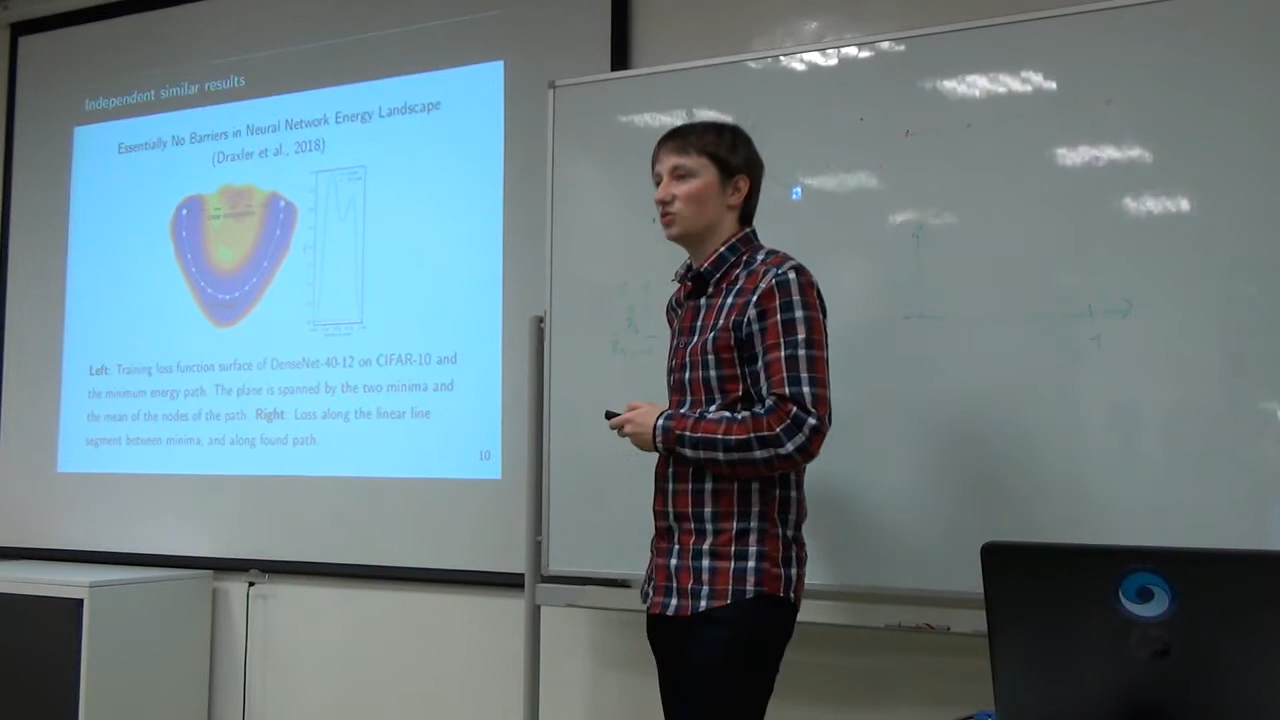 Independent similar results
Essentially No Barriers in Neural Network Energy Landscape
(Draxler et al., 2018)
Left: Training loss function surface of DenseNet-40-12 on CIFAR-10 and
the minimum energy path. The plane is spanned by the two minima and
the mean of the nodes of the path. Right: Loss along the linear line
segment between minima, and along found path.
10
1